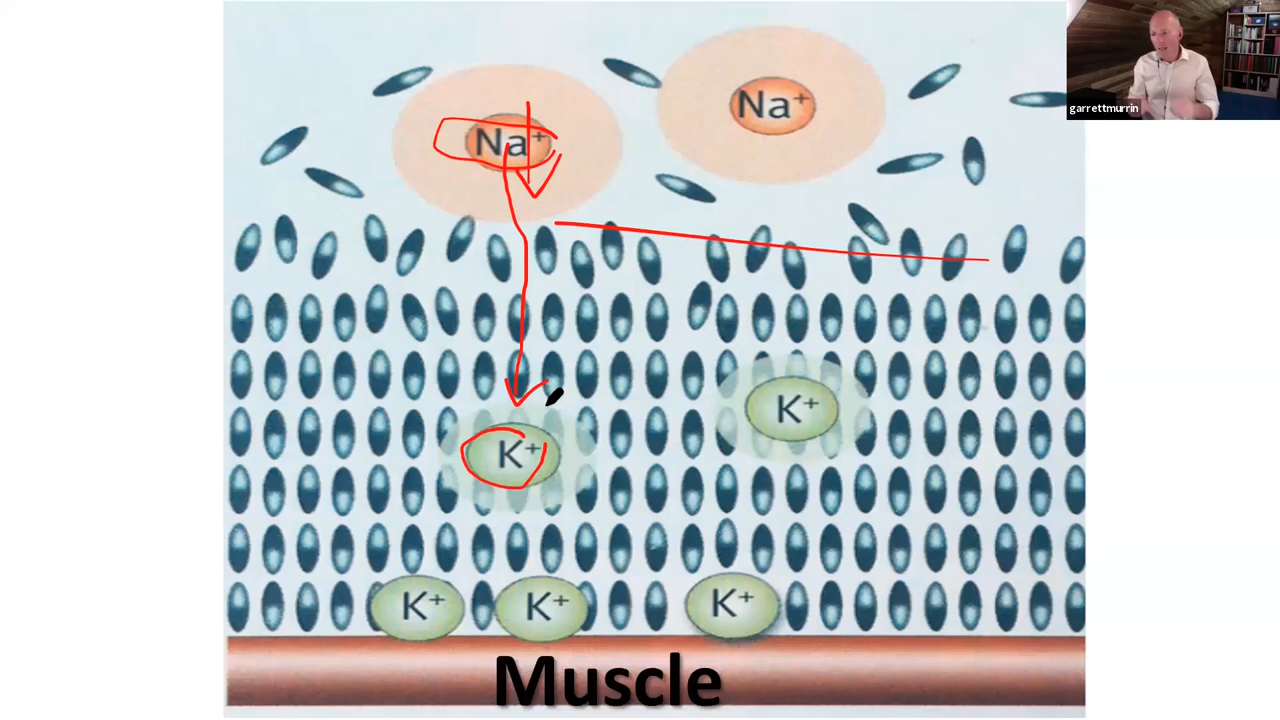 garrettmurrin
Na⁺
Na⁺
K⁺
K⁺
K⁺
K⁺
K⁺
Muscle